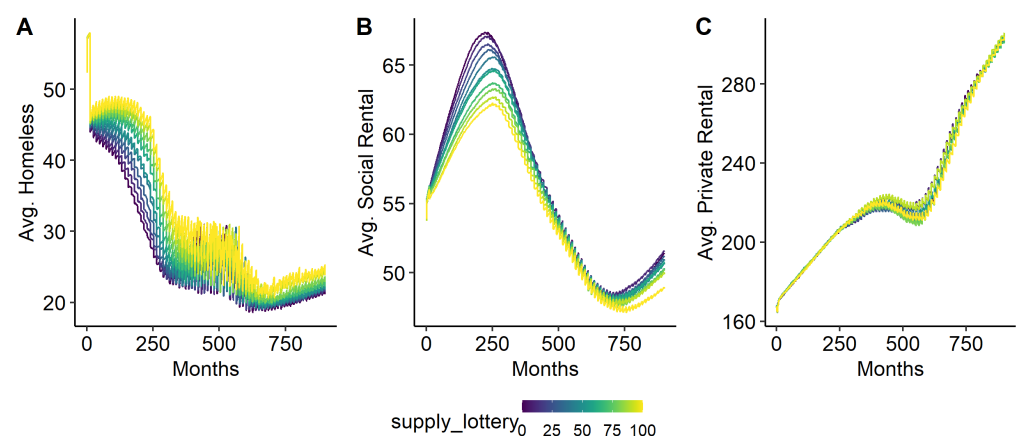 A
B
C
Avg. Homeless
50
40
30
20
0
250
500
750
Months
Avg. Social Rental
65
60
55
50
0
250
500
750
Months
Avg. Private Rental
280
240
200
160
0
250
500
750
Months
supply_lottery
0 25 50 75 100